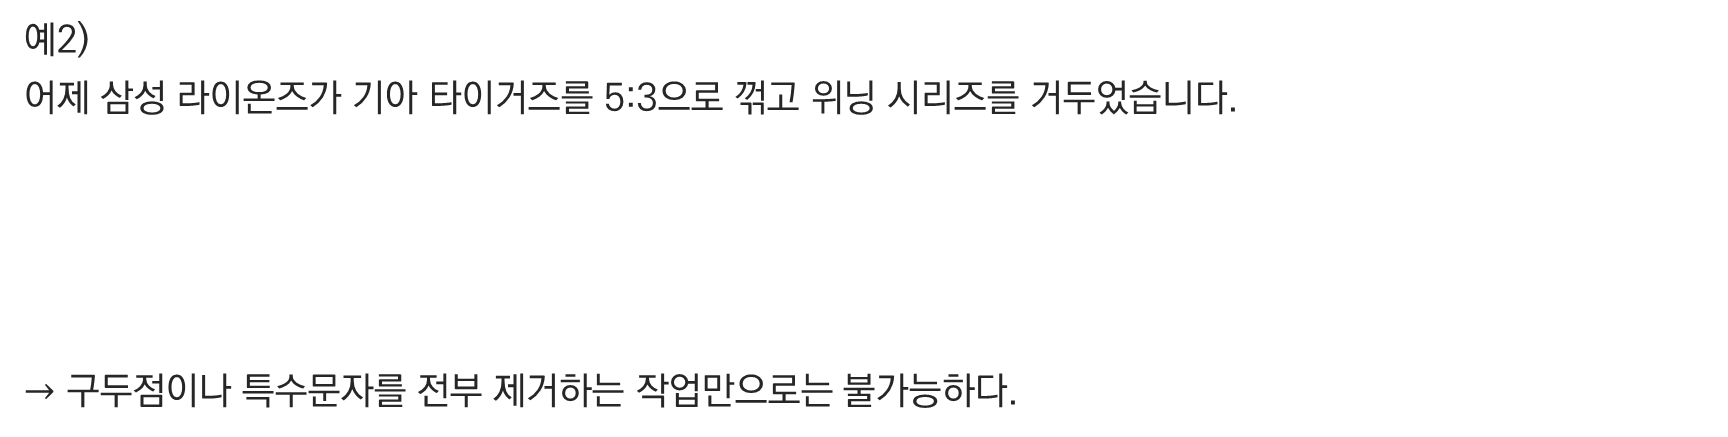 예2)
어제 삼성 라이온즈가 기아 타이거즈를 5:3으로 꺾고 위닝 시리즈를 거두었습니다.
→ 구두점이나 특수문자를 전부 제거하는 작업만으로는 불가능하다.